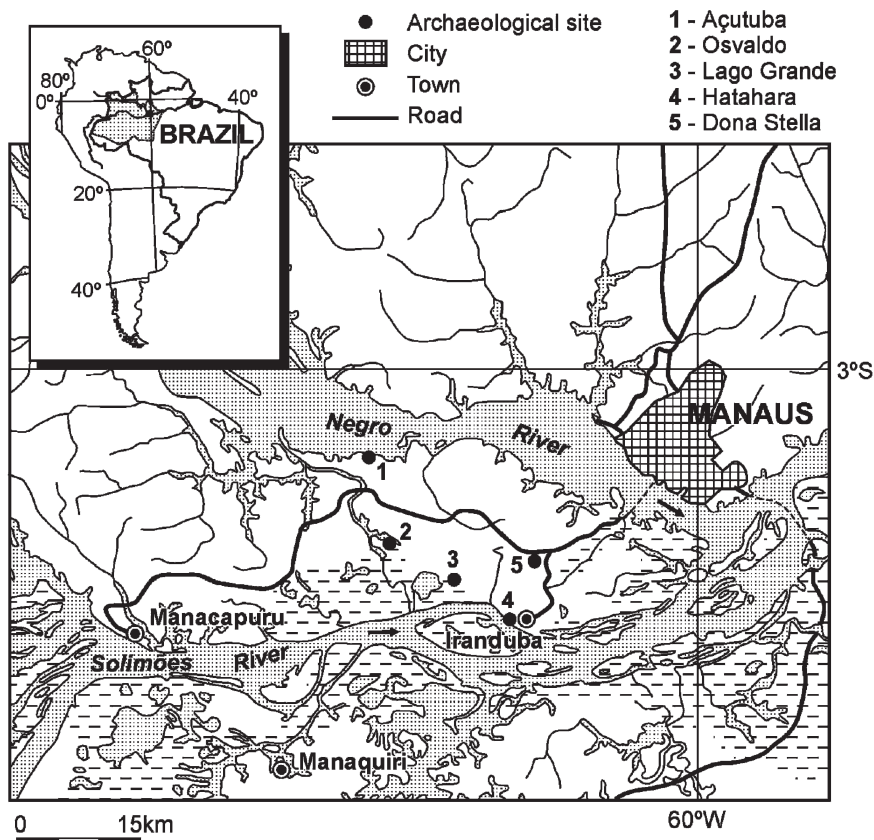 Archaeological site
City
Town
Road
1 - Açutuba
2 - Osvaldo
3 - Lago Grande
4 - Hatahara
5 - Dona Stella
60º
80º
0º
40º
BRAZIL
20º
40º
3ºS
MANAUS
Negro River
1
2
3
5
4
Manacapuru
Iranduba
Solimões River
Manaquiri
0 15km
60ºW